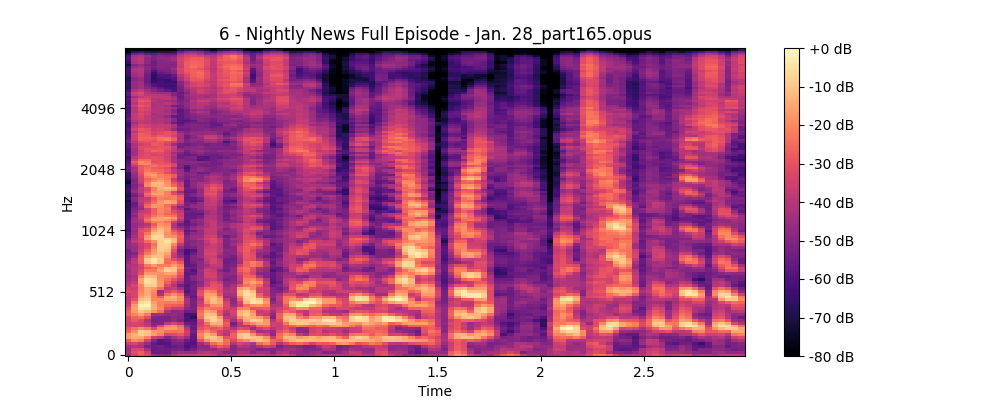 6 - Nightly News Full Episode - Jan. 28_part165.opus
+0 dB
-10 dB
-20 dB
-30 dB
-40 dB
-50 dB
-60 dB
-70 dB
-80 dB
4096
2048
1024
512
0
Hz
0 0.5 1 1.5 2 2.5
Time